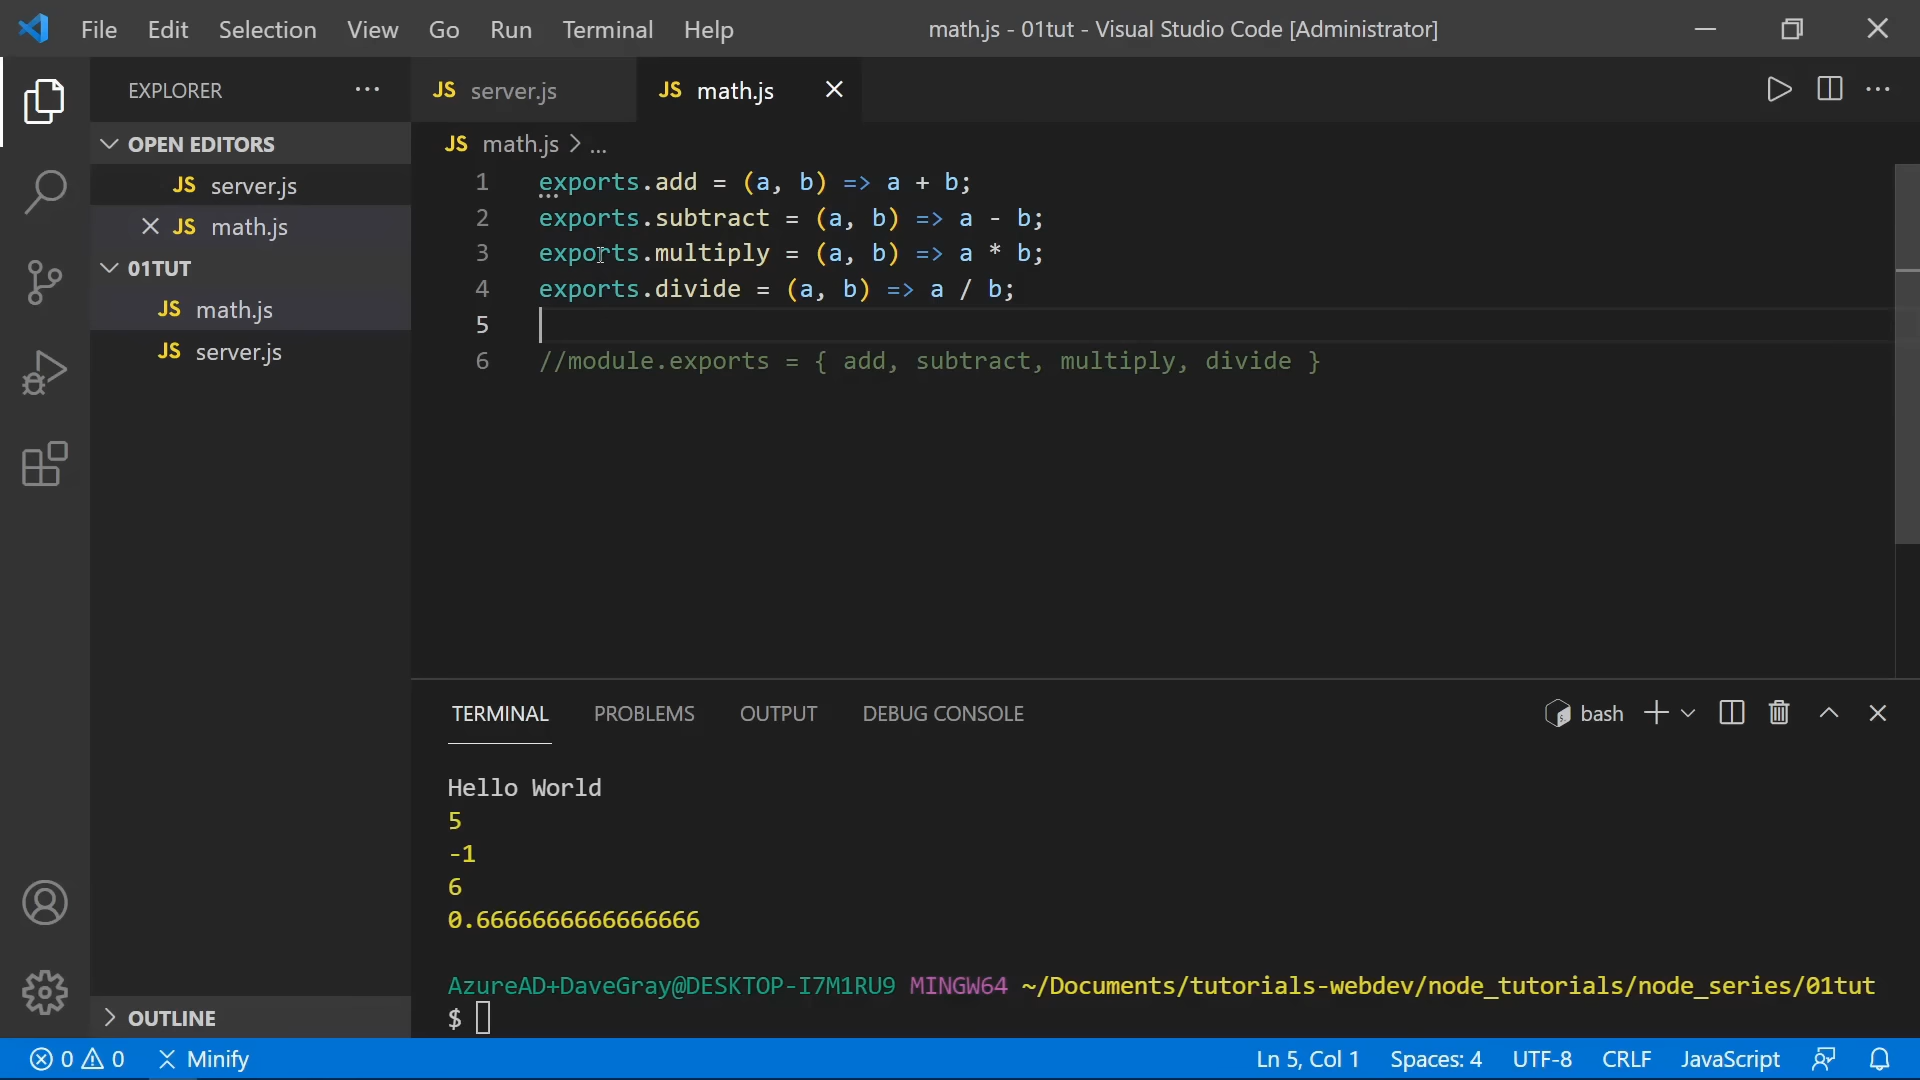 File Edit Selection View Go Run Terminal Help math.js - 01tut - Visual Studio Code [Administrator]
EXPLORER
OPEN EDITORS
JS server.js
JS math.js
01TUT
JS math.js
JS server.js
OUTLINE
JS server.js JS math.js
JS math.js > ...
1 exports.add = (a, b) => a + b;
2 exports.subtract = (a, b) => a - b;
3 exports.multiply = (a, b) => a * b;
4 exports.divide = (a, b) => a / b;
5
6 //module.exports = { add, subtract, multiply, divide }
TERMINAL PROBLEMS OUTPUT DEBUG CONSOLE bash
Hello World
5
-1
6
0.6666666666666666
AzureAD+DaveGray@DESKTOP-I7M1RU9 MINGW64 ~/Documents/tutorials-webdev/node_tutorials/node_series/01tut
$
0 0 Minify Ln 5, Col 1 Spaces: 4 UTF-8 CRLF JavaScript